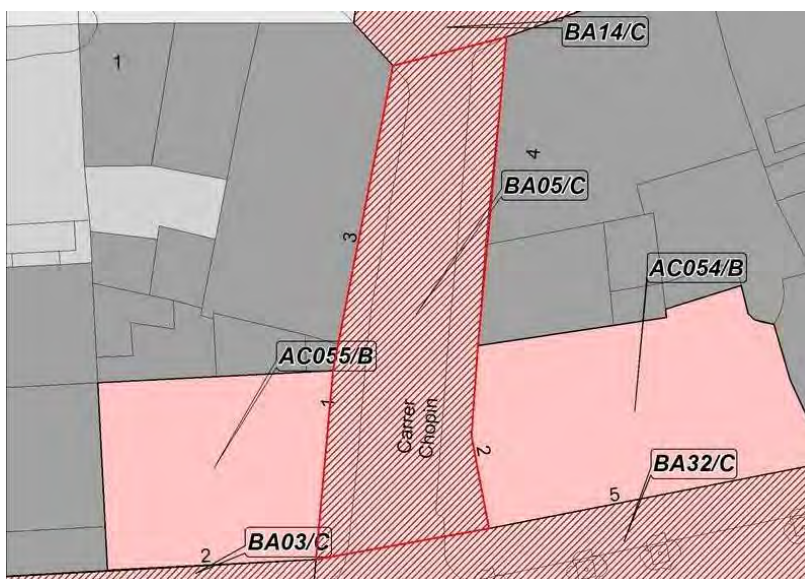 BA14/C
1
4
BA05/C
3
AC054/B
AC055/B
1
Carrer
Chopin
2
BA32/C
5
2
BA03/C